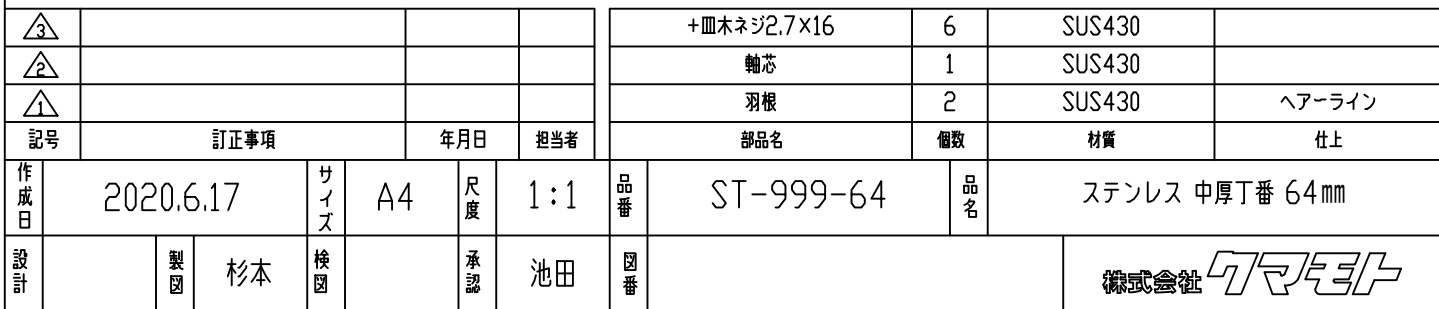 3 +皿木ネジ2.7×16 6 SUS430
2 軸芯 1 SUS430
1 羽根 2 SUS430 ヘアーライン
記号 訂正事項 年月日 担当者 部品名 個数 材質 仕上
作成日 2020.6.17 サイズ A4 尺度 1:1 品番 ST-999-64 品名 ステンレス 中厚丁番 64mm
設計 製図 杉本 検図 承認 池田 図番 株式会社クマモト